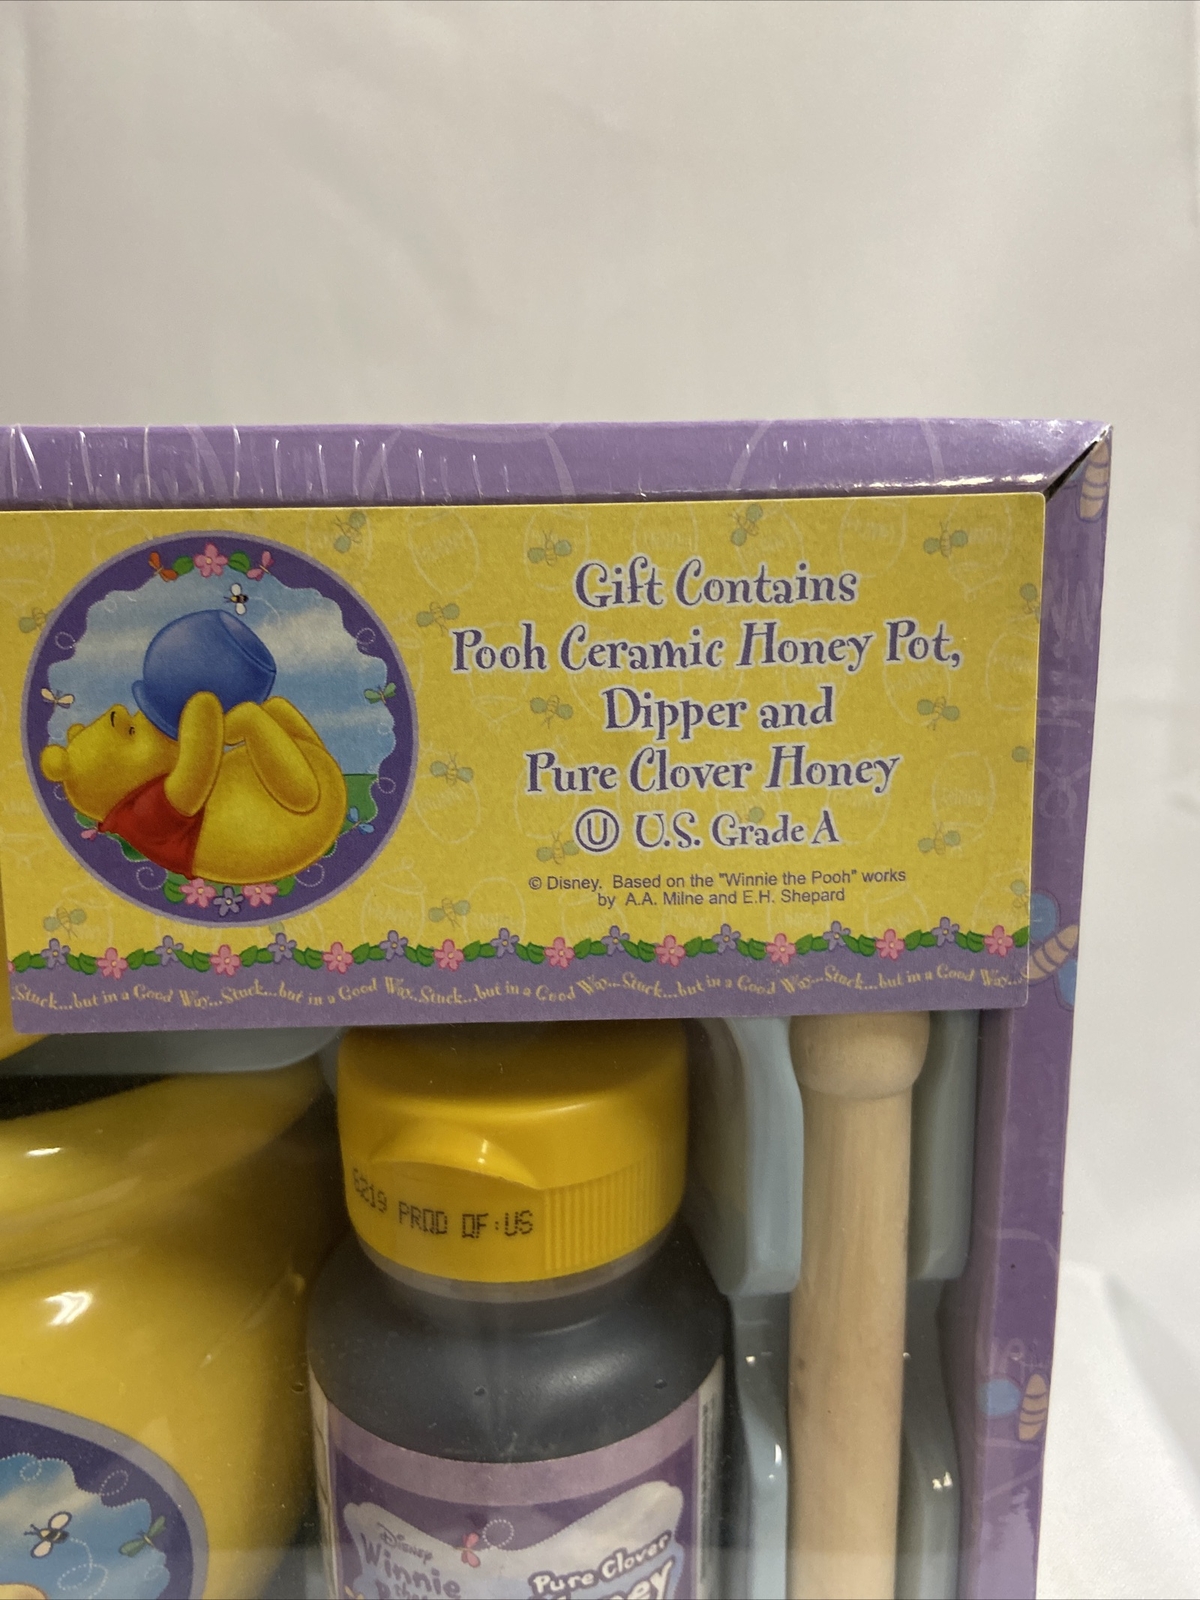 Gift Contains
Pooh Ceramic Honey Pot,
Dipper and
Pure Clover Honey
Ⓤ U.S. Grade A
© Disney. Based on the "Winnie the Pooh" works
by A.A. Milne and E.H. Shepard
Stuck...but in a Good Way...Stuck...but in a Good Way...Stuck...but in a Good Way...Stuck...but in a Good Way...Stuck...but in a Good Way...
PROD OF:US
Disney
Winnie
the
Pure Clover